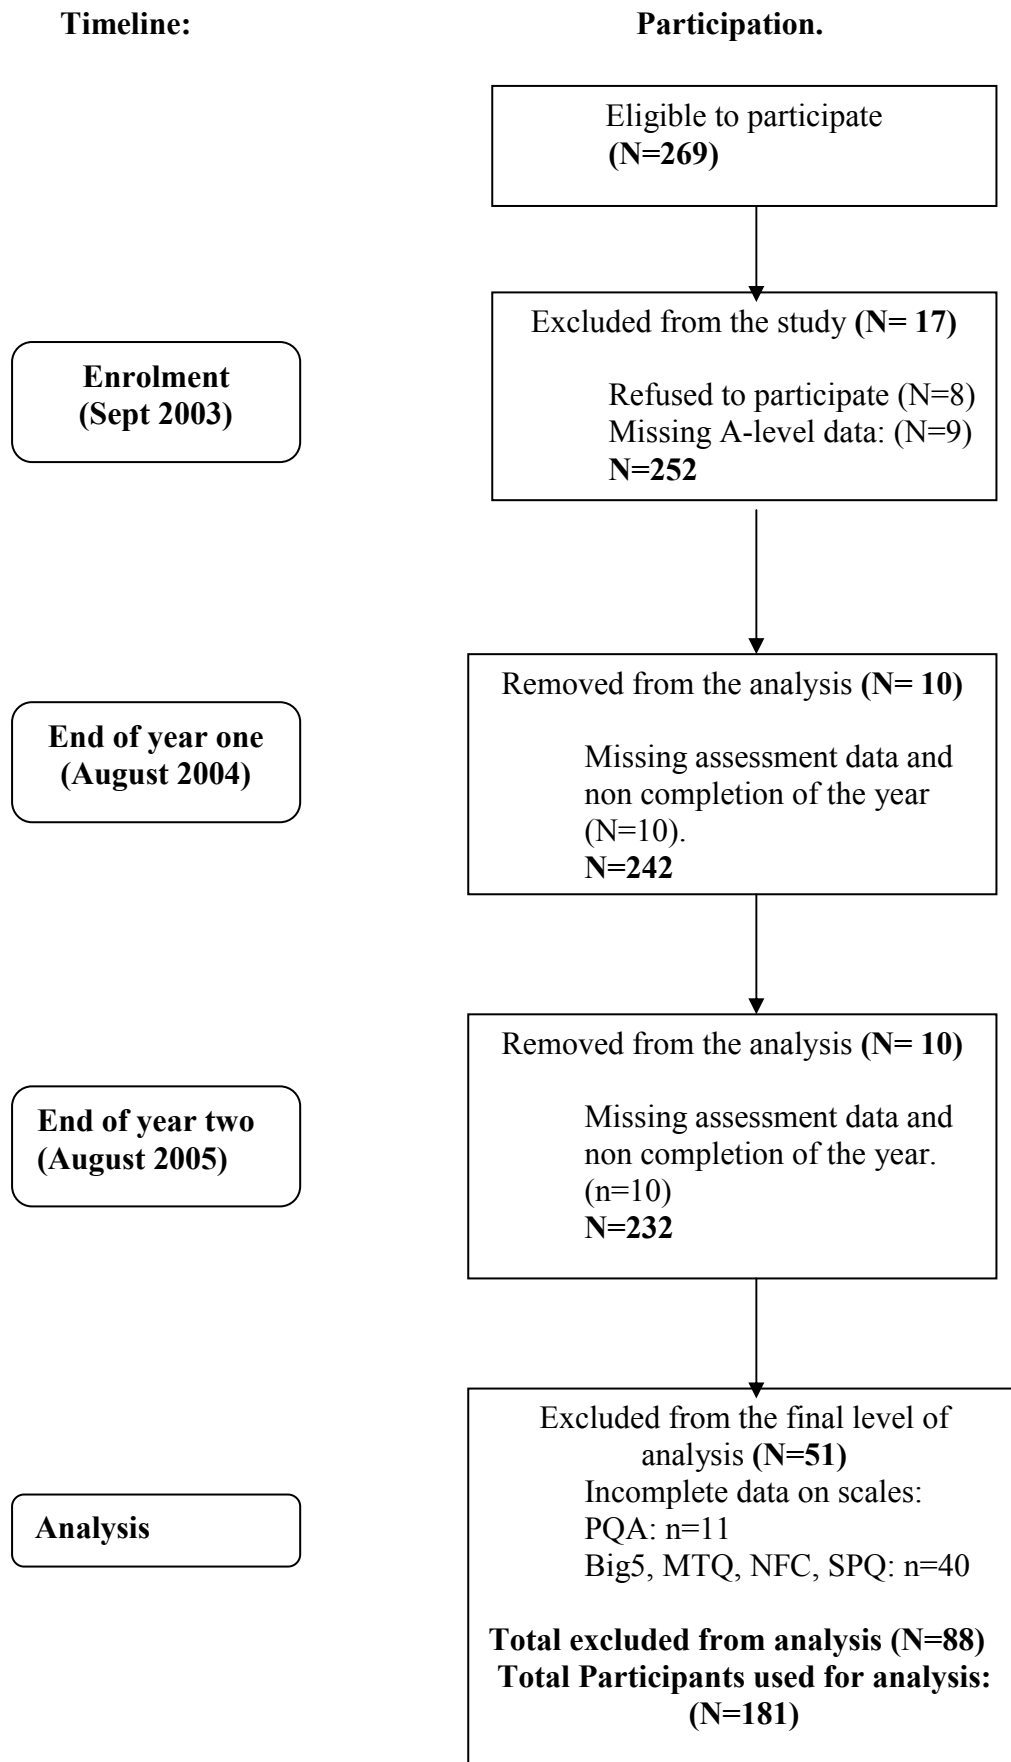 Timeline:
Participation.
Eligible to participate
(N=269)
Excluded from the study (N= 17)
Refused to participate (N=8)
Missing A-level data: (N=9)
N=252
Enrolment
(Sept 2003)
Removed from the analysis (N= 10)
Missing assessment data and
non completion of the year
(N=10).
N=242
End of year one
(August 2004)
Removed from the analysis (N= 10)
Missing assessment data and
non completion of the year.
(n=10)
N=232
End of year two
(August 2005)
Excluded from the final level of
analysis (N=51)
Incomplete data on scales:
PQA: n=11
Big5, MTQ, NFC, SPQ: n=40
Analysis
Total excluded from analysis (N=88)
Total Participants used for analysis:
(N=181)